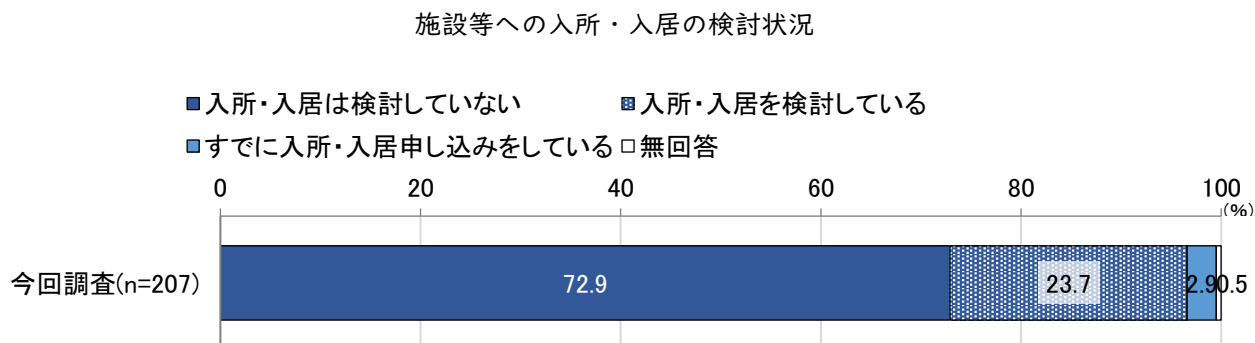 施設等への入所・入居の検討状況
入所・入居は検討していない 入所・入居を検討している
すでに入所・入居申し込みをしている 無回答
0 20 40 60 80 100
(%)
今回調査(n=207) 72.9 23.7 2.9 0.5